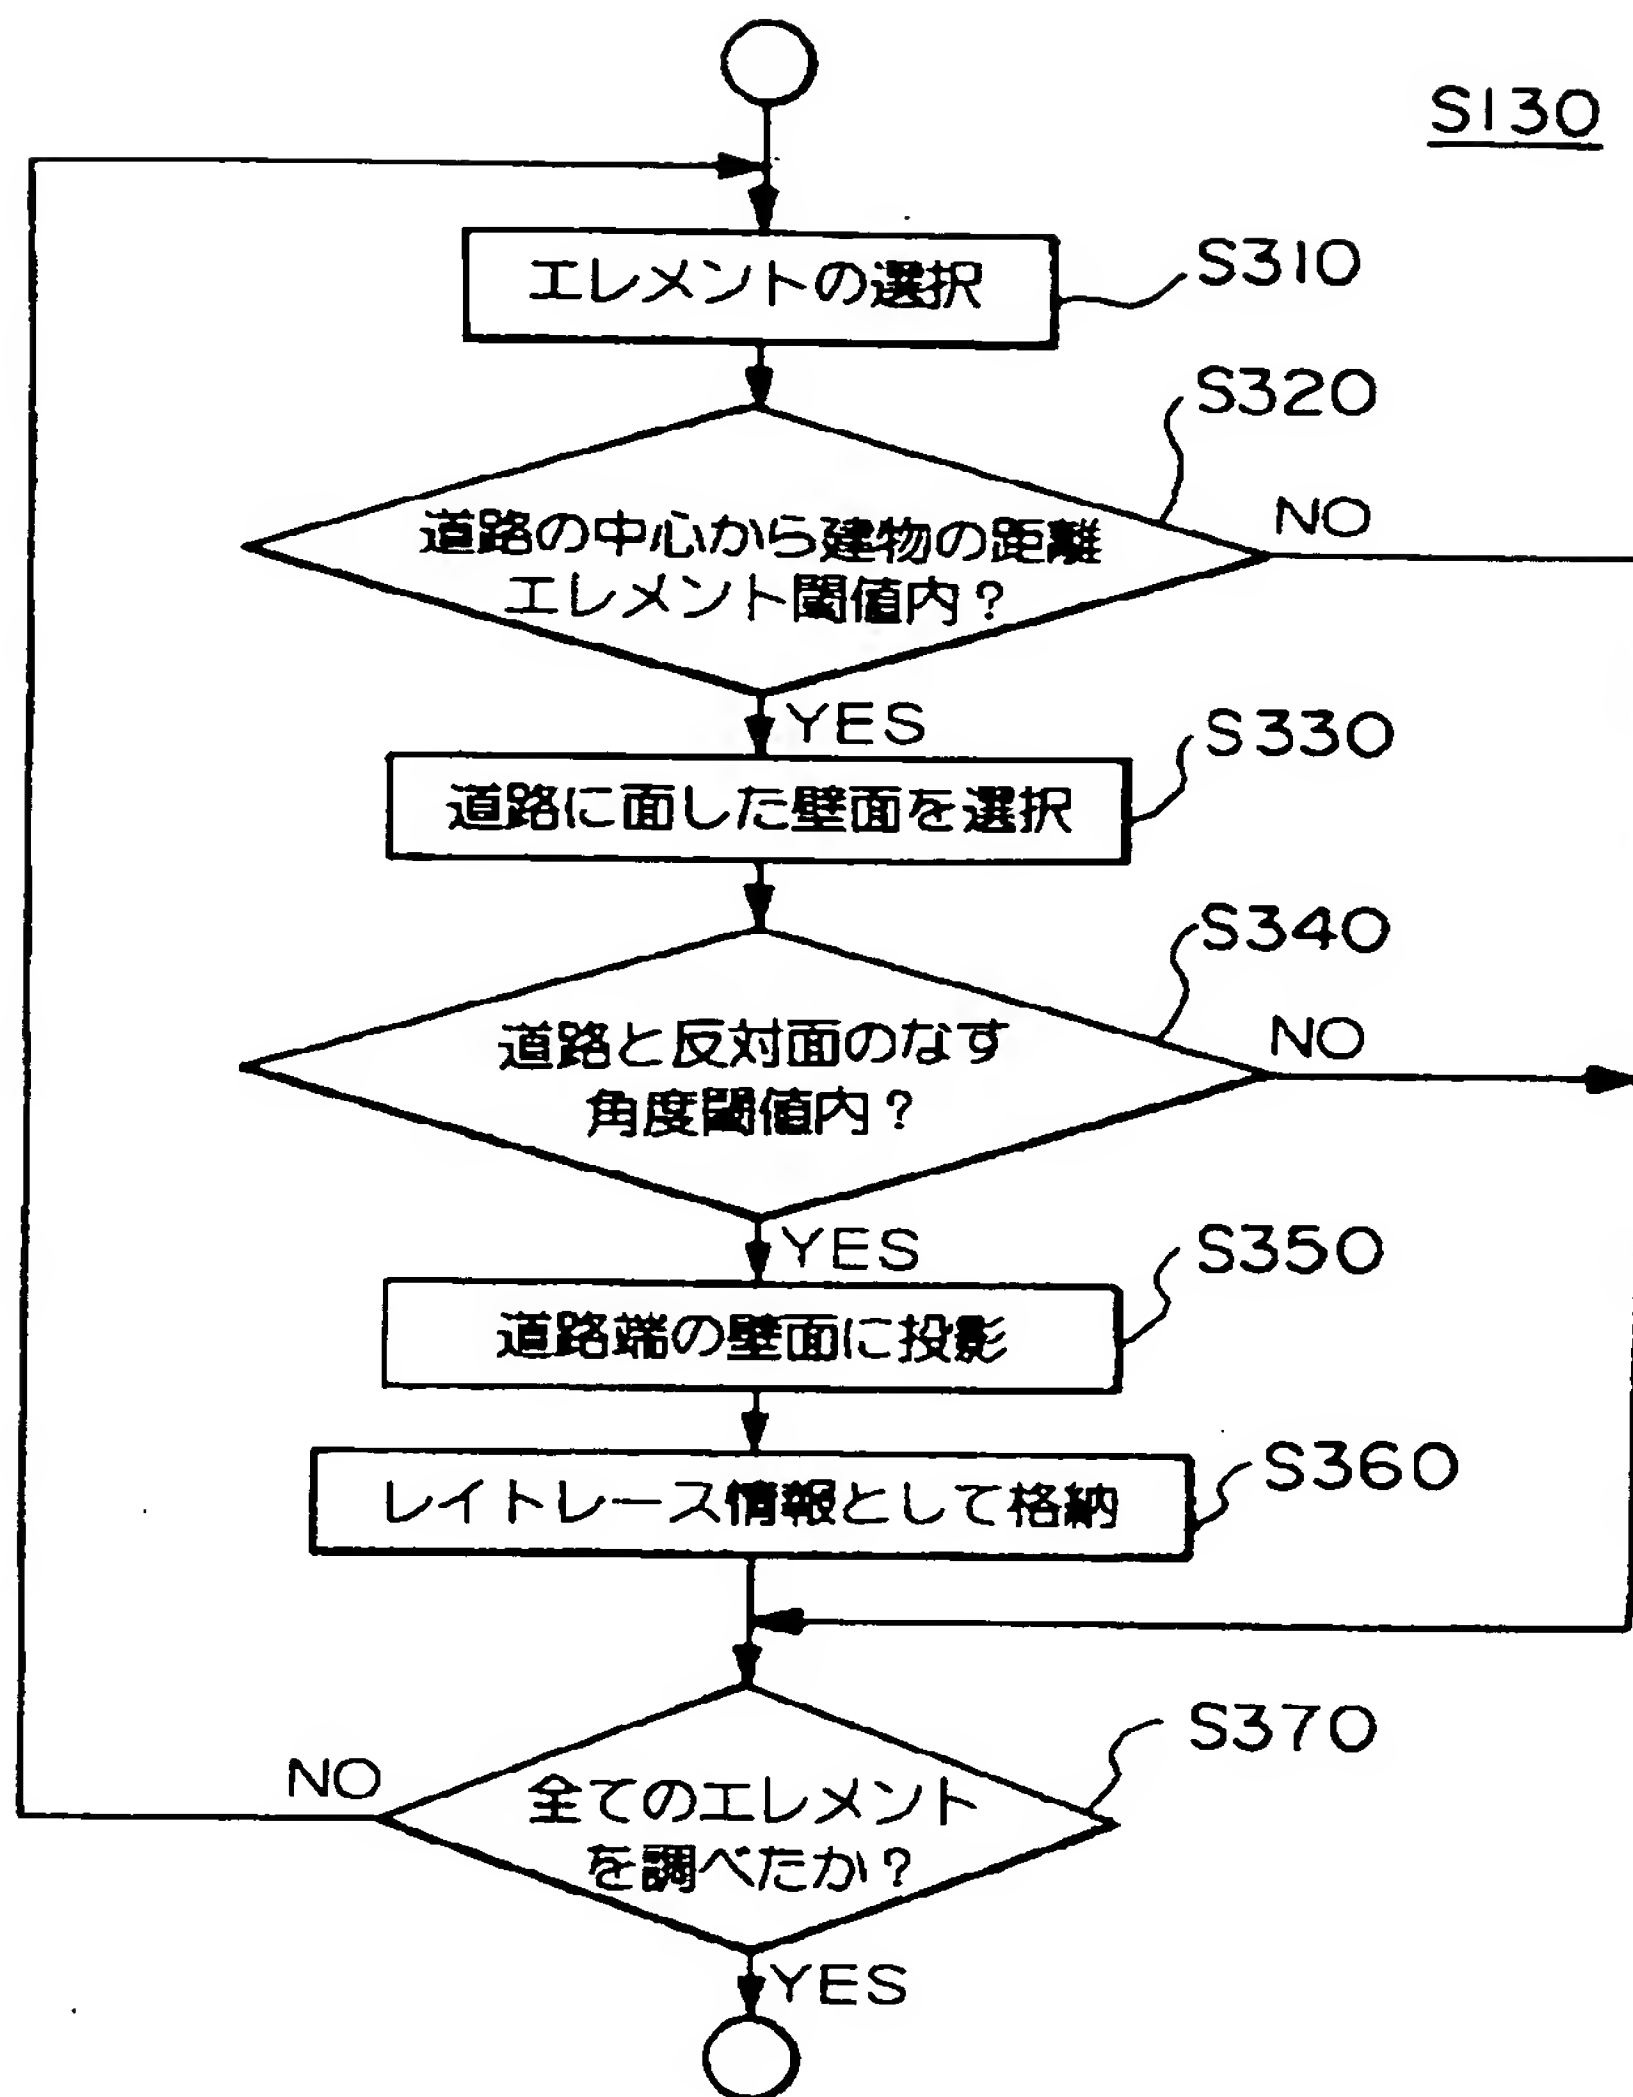 S130
エレメントの選択
S310
S320
道路の中心から建物の距離
エレメント閾値内?
NO
YES
S330
道路に面した壁面を選択
S340
道路と反対面のなす
角度閾値内?
NO
YES
S350
道路端の壁面に投影
S360
レイトレース情報として格納
S370
NO
全てのエレメント
を調べたか?
YES